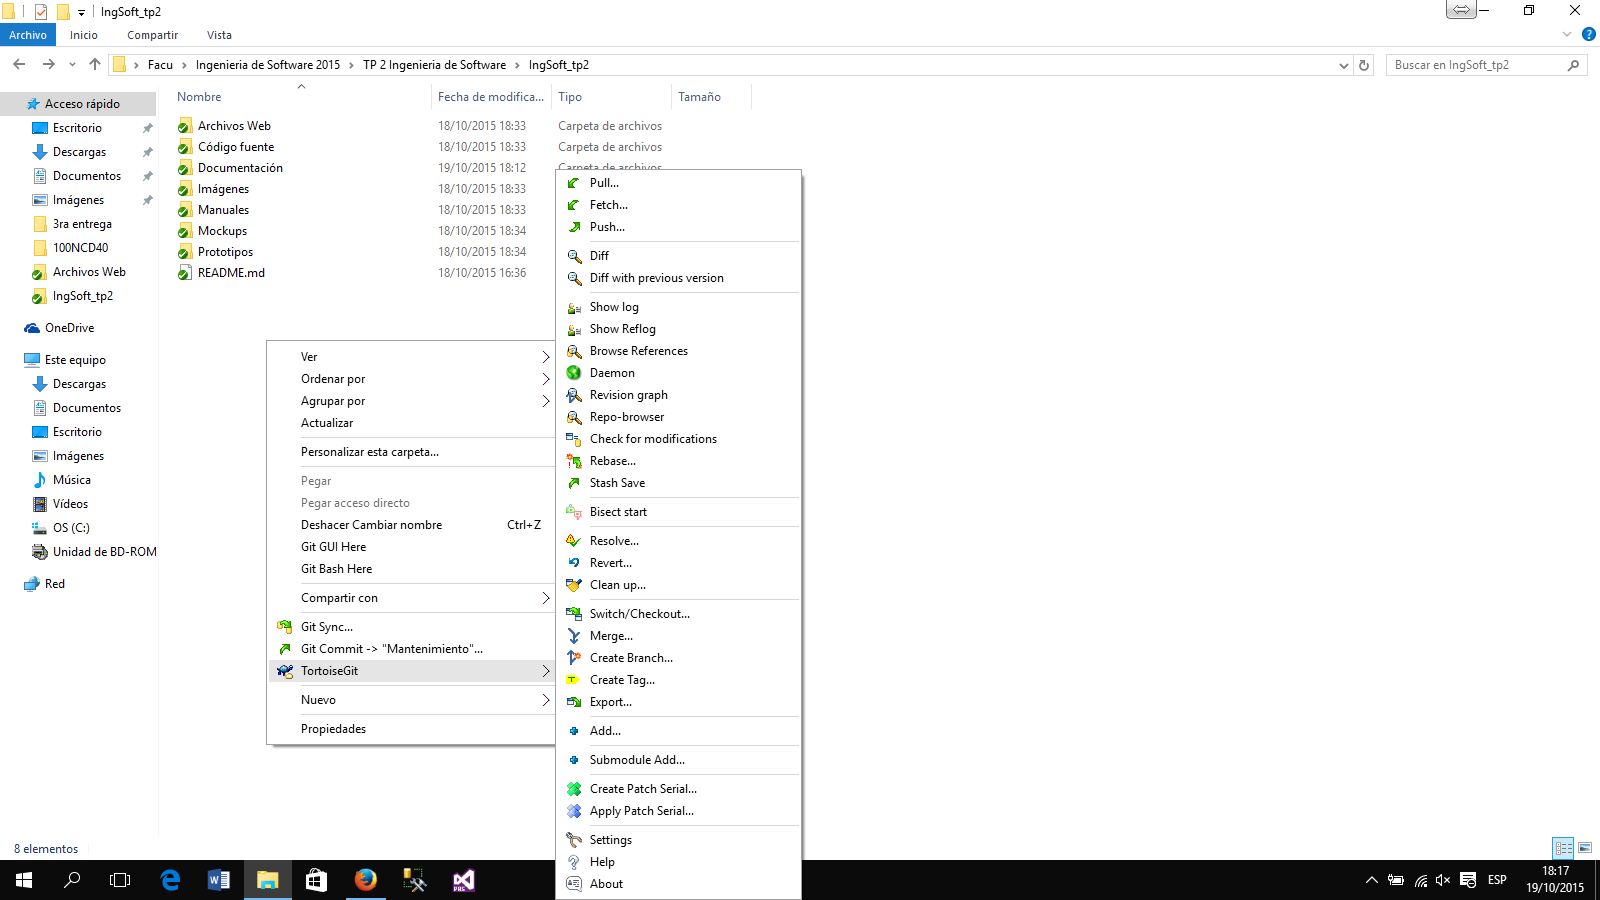 IngSoft_tp2
Archivo Inicio Compartir Vista
Facu Ingenieria de Software 2015 TP 2 Ingenieria de Software IngSoft_tp2
Buscar en IngSoft_tp2
Nombre Fecha de modifica... Tipo Tamaño
Acceso rápido
Escritorio
Descargas
Documentos
Imágenes
3ra entrega
100NCD40
Archivos Web
IngSoft_tp2
OneDrive
Este equipo
Descargas
Documentos
Escritorio
Imágenes
Música
Vídeos
OS (C:)
Unidad de BD-ROM
Red
Archivos Web 18/10/2015 18:33 Carpeta de archivos
Código fuente 18/10/2015 18:33 Carpeta de archivos
Documentación 19/10/2015 18:12 Carpeta de archivos
Imágenes 18/10/2015 18:33
Manuales 18/10/2015 18:33
Mockups 18/10/2015 18:34
Prototipos 18/10/2015 18:34
README.md 18/10/2015 16:36
Ver
Ordenar por
Agrupar por
Actualizar
Personalizar esta carpeta...
Pegar
Pegar acceso directo
Deshacer Cambiar nombre Ctrl+Z
Git GUI Here
Git Bash Here
Compartir con
Git Sync...
Git Commit -> "Mantenimiento"...
TortoiseGit
Nuevo
Propiedades
Pull...
Fetch...
Push...
Diff
Diff with previous version
Show log
Show Reflog
Browse References
Daemon
Revision graph
Repo-browser
Check for modifications
Rebase...
Stash Save
Bisect start
Resolve...
Revert...
Clean up...
Switch/Checkout...
Merge...
Create Branch...
Create Tag...
Export...
Add...
Submodule Add...
Create Patch Serial...
Apply Patch Serial...
Settings
Help
About
8 elementos
ESP
18:17
19/10/2015